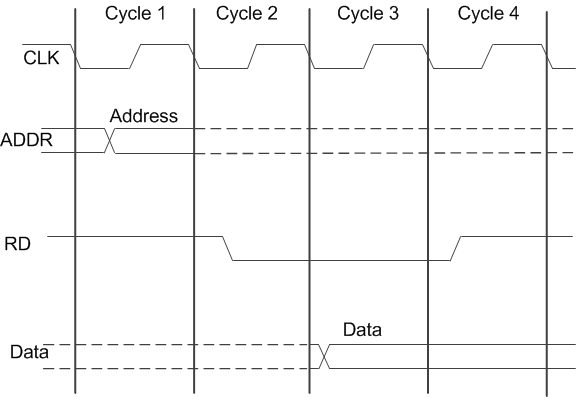 Cycle 1 Cycle 2 Cycle 3 Cycle 4
CLK
Address
ADDR
RD
Data
Data